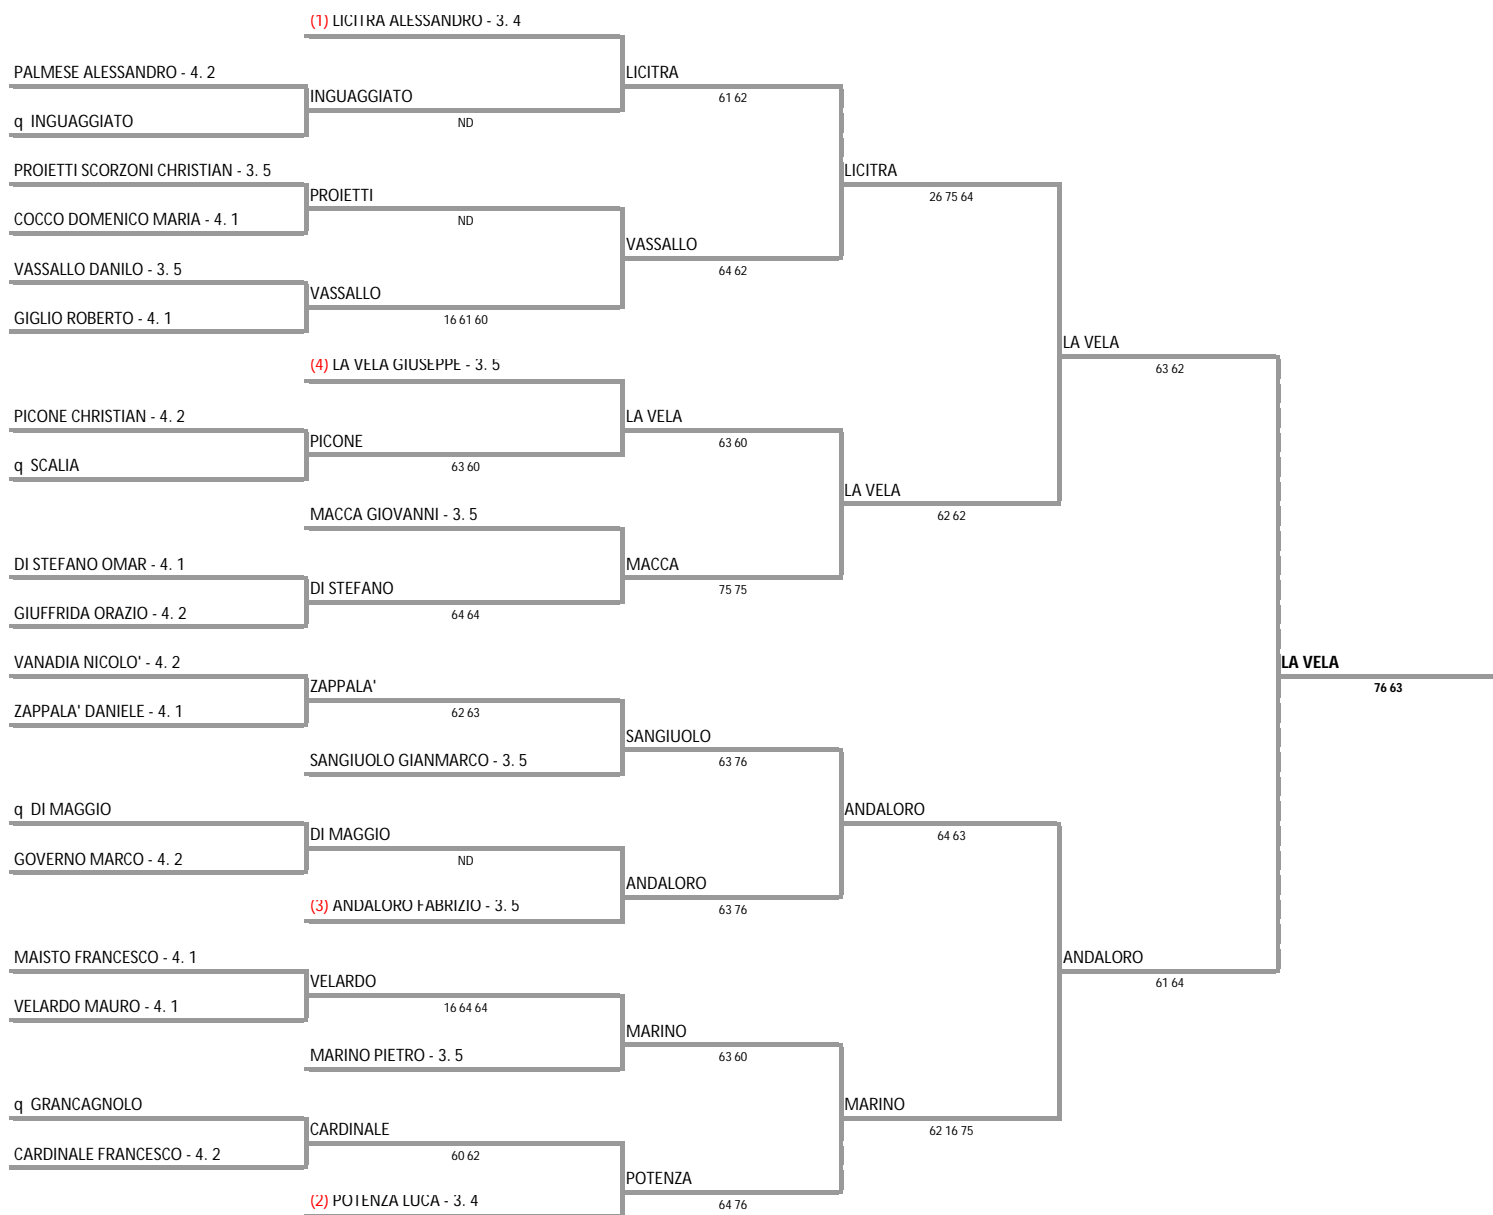 (1) LICITRA ALESSANDRO - 3. 4
PALMESE ALESSANDRO - 4. 2
LICITRA
61 62
INGUAGGIATO
ND
q INGUAGGIATO
PROIETTI SCORZONI CHRISTIAN - 3. 5
LICITRA
26 75 64
PROIETTI
ND
COCCO DOMENICO MARIA - 4. 1
VASSALLO
64 62
VASSALLO DANILO - 3. 5
VASSALLO
16 61 60
GIGLIO ROBERTO - 4. 1
LA VELA
63 62
(4) LA VELA GIUSEPPE - 3. 5
PICONE CHRISTIAN - 4. 2
LA VELA
63 60
PICONE
63 60
q SCALIA
LA VELA
62 62
MACCA GIOVANNI - 3. 5
DI STEFANO OMAR - 4. 1
MACCA
75 75
DI STEFANO
64 64
GIUFFRIDA ORAZIO - 4. 2
VANADIA NICOLO' - 4. 2
LA VELA
76 63
ZAPPALA'
62 63
ZAPPALA' DANIELE - 4. 1
SANGIUOLO
63 76
SANGIUOLO GIANMARCO - 3. 5
q DI MAGGIO
ANDALORO
64 63
DI MAGGIO
ND
GOVERNO MARCO - 4. 2
ANDALORO
63 76
(3) ANDALORO FABRIZIO - 3. 5
MAISTO FRANCESCO - 4. 1
ANDALORO
61 64
VELARDO
16 64 64
VELARDO MAURO - 4. 1
MARINO
63 60
MARINO PIETRO - 3. 5
q GRANCAGNOLO
MARINO
62 16 75
CARDINALE
60 62
CARDINALE FRANCESCO - 4. 2
POTENZA
64 76
(2) POTENZA LUCA - 3. 4